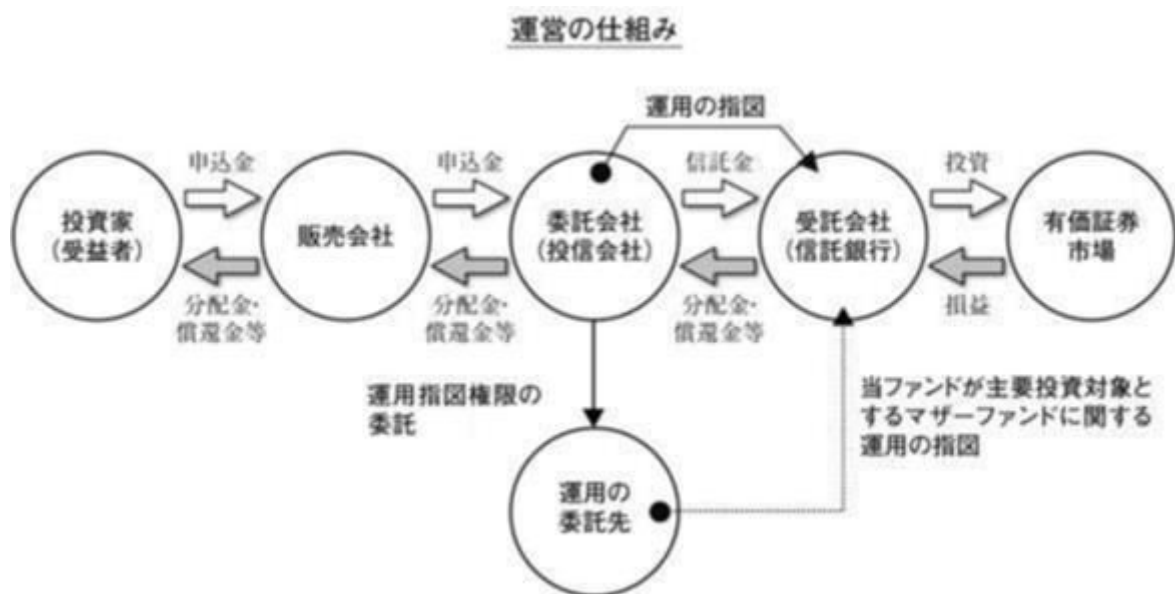 運営の仕組み
運用の指図
申込金
申込金
信託金
投資
投資家
(受益者)
販売会社
委託会社
(投信会社)
受託会社
(信託銀行)
有価証券
市場
分配金・
償還金等
分配金・
償還金等
分配金・
償還金等
損益
運用指図権限の
委託
当ファンドが主要投資対象と
するマザーファンドに関する
運用の指図
運用の
委託先